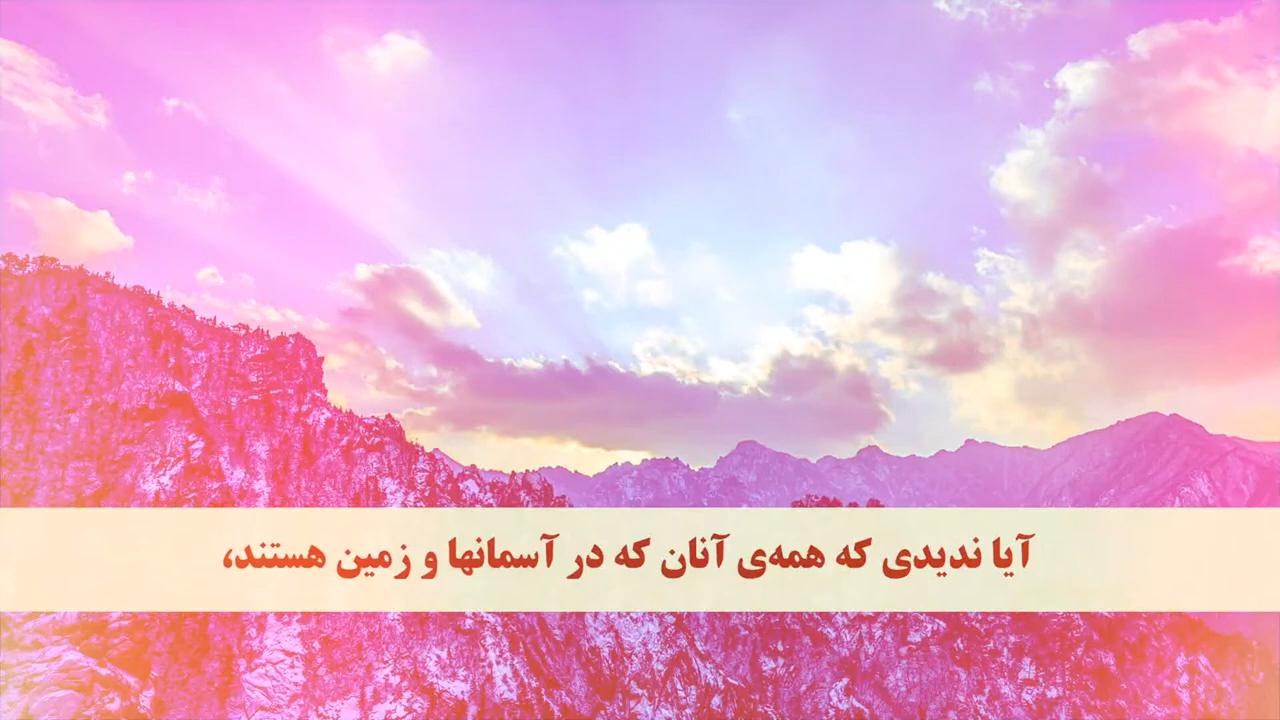 آیا ندیدی که همه‌ی آنان که در آسمانها و زمین هستند،